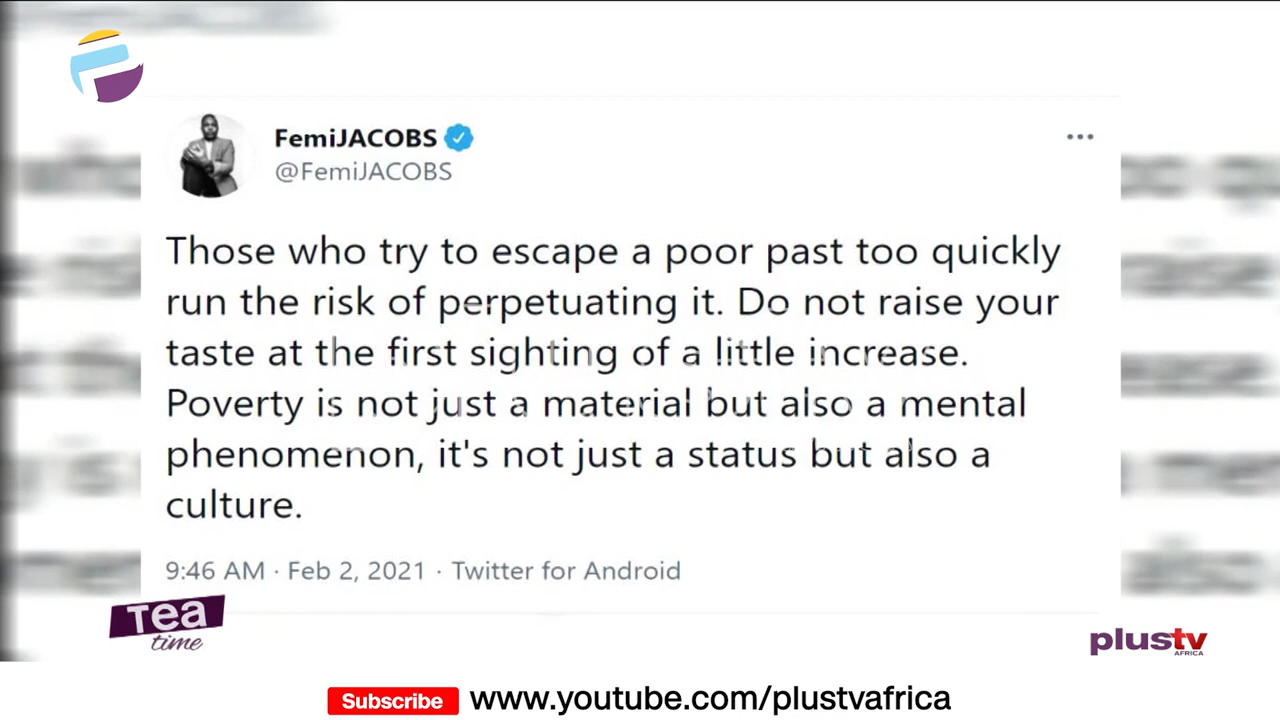 FemiJACOBS
@FemiJACOBS
Those who try to escape a poor past too quickly
run the risk of perpetuating it. Do not raise your
taste at the first sighting of a little increase.
Poverty is not just a material but also a mental
phenomenon, it's not just a status but also a
culture.
9:46 AM · Feb 2, 2021 · Twitter for Android
Tea
time
plustv
AFRICA
Subscribe www.youtube.com/plustvafrica